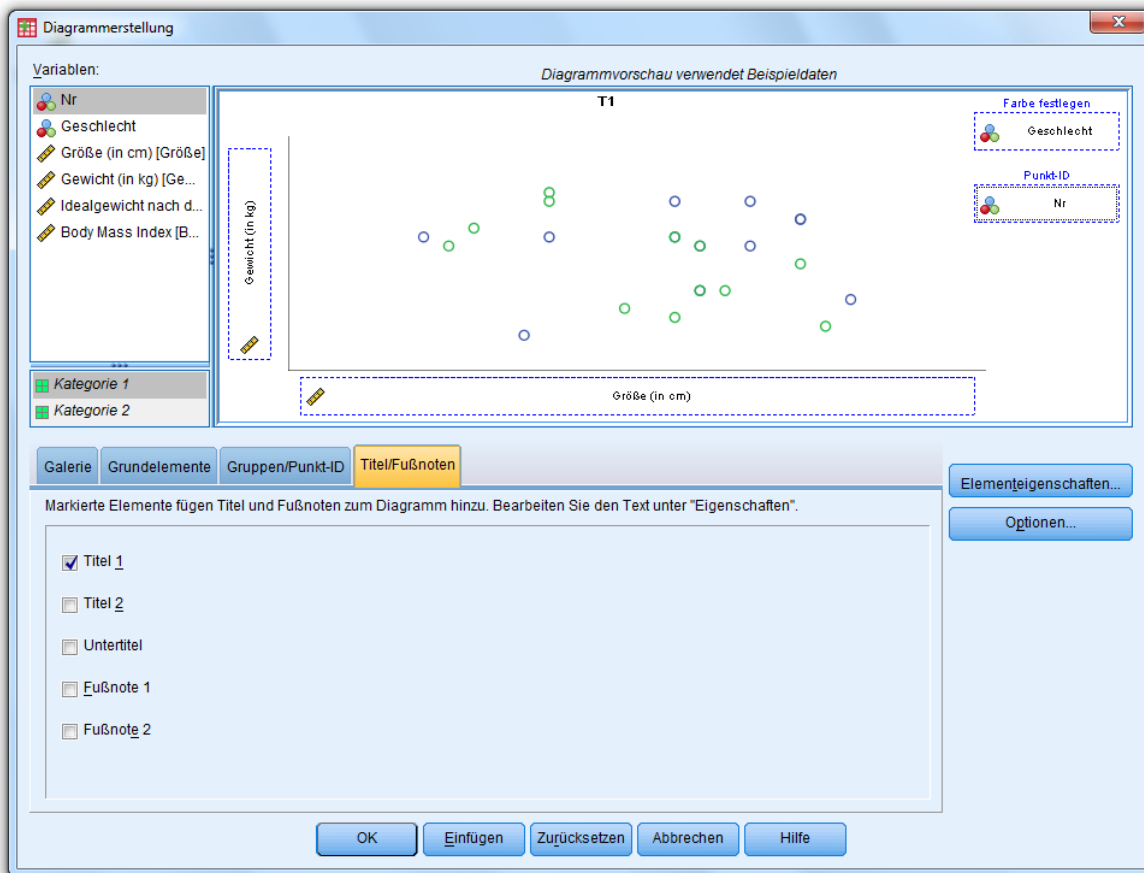 Diagrammerstellung
Variablen:
Diagrammvorschau verwendet Beispieldaten
Nr
Geschlecht
Größe (in cm) [Größe]
Gewicht (in kg) [Ge...
Idealgewicht nach d...
Body Mass Index [B...
Kategorie 1
Kategorie 2
T1
Gewicht (in kg)
Größe (in cm)
Farbe festlegen
Geschlecht
Punkt-ID
Nr
Galerie
Grundelemente
Gruppen/Punkt-ID
Titel/Fußnoten
Markierte Elemente fügen Titel und Fußnoten zum Diagramm hinzu. Bearbeiten Sie den Text unter "Eigenschaften".
Titel 1
Titel 2
Untertitel
Fußnote 1
Fußnote 2
Elementeigenschaften...
Optionen...
OK
Einfügen
Zurücksetzen
Abbrechen
Hilfe